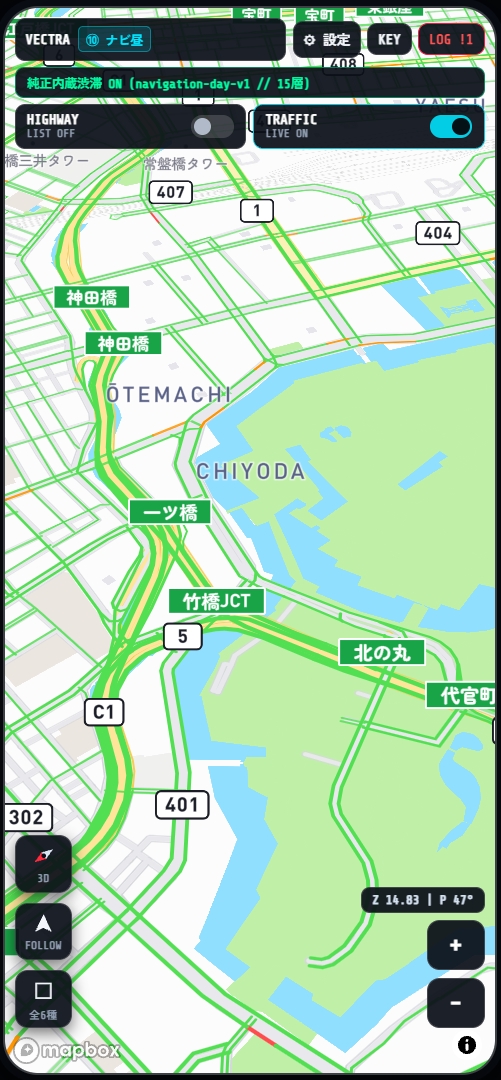 宝町
宝町
VECTRA
⑩ ナビ昼
⚙ 設定
KEY
LOG !1
408
純正内蔵渋滞 ON (navigation-day-v1 // 15層)
HIGHWAY
LIST OFF
TRAFFIC
LIVE ON
橋三井タワー
常盤橋タワー
407
1
404
神田橋
神田橋
ŌTEMACHI
CHIYODA
一ツ橋
竹橋JCT
5
北の丸
代官町
C1
401
302
3D
Z 14.83 | P 47°
FOLLOW
+
全6種
−
mapbox
i